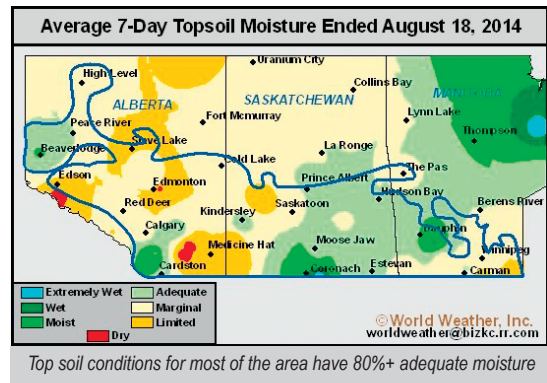 Average 7-Day Topsoil Moisture Ended August 18, 2014
Uranium City
High Level
Collins Bay
ALBERTA
SASKATCHEWAN
MANITOBA
Fort Mcmurray
Lynn Lake
Peace River
Thompson
Beaverlodge
Slave Lake
La Ronge
Cold Lake
The Pas
Edson
Edmonton
Prince Albert
Hudson Bay
Red Deer
Kindersley
Saskatoon
Berens River
Calgary
Dauphin
Medicine Hat
Moose Jaw
Winnipeg
Cardston
Coronach
Estevan
Carman
Extremely Wet
Adequate
Wet
Marginal
Moist
Limited
Dry
© World Weather, Inc.
worldweather@bizkc.rr.com
Top soil conditions for most of the area have 80%+ adequate moisture